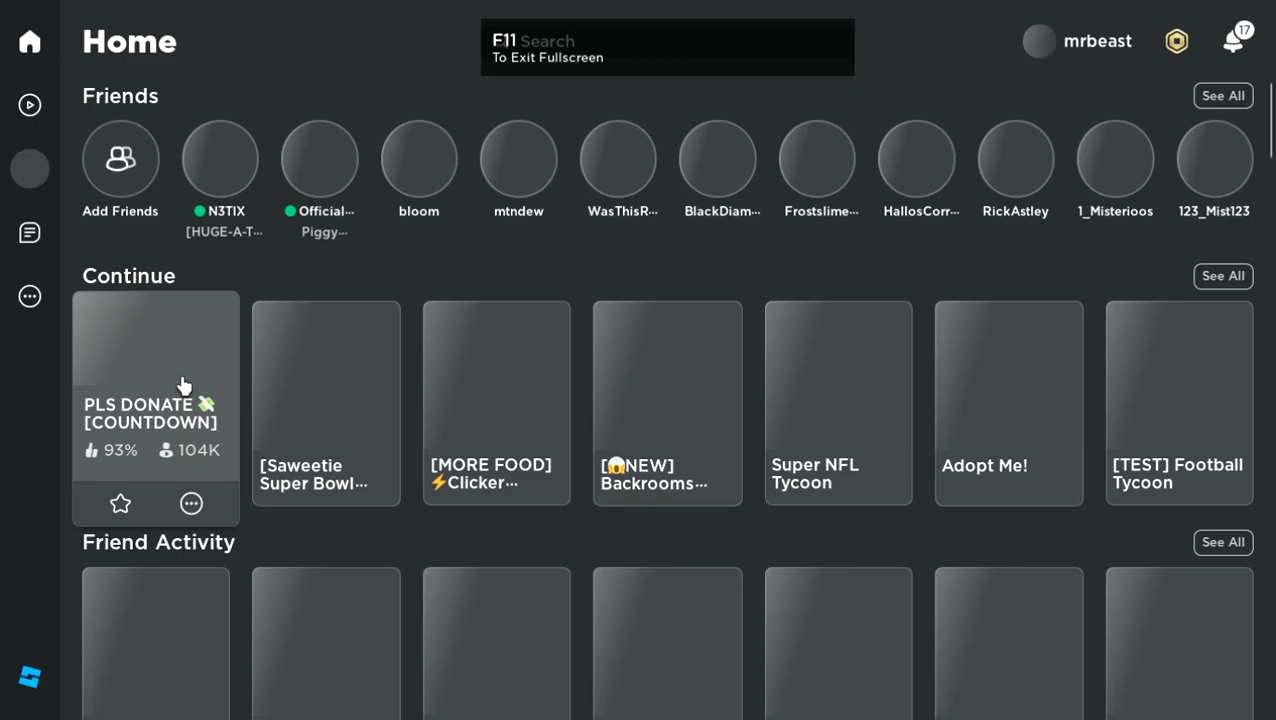 Home
F11 Search
To Exit Fullscreen
mrbeast
17
Friends
See All
Add Friends
N3TIX
[HUGE-A-T...
Official...
Piggy...
bloom
mtndew
WasThisR...
BlackDiam...
Frostslime...
HallosCorr...
RickAstley
1_Misterioos
123_Mist123
Continue
See All
PLS DONATE 💸
[COUNTDOWN]
93% 104K
[Saweetie
Super Bowl...
[MORE FOOD]
⚡Clicker...
[😱NEW]
Backrooms...
Super NFL
Tycoon
Adopt Me!
[TEST] Football
Tycoon
Friend Activity
See All